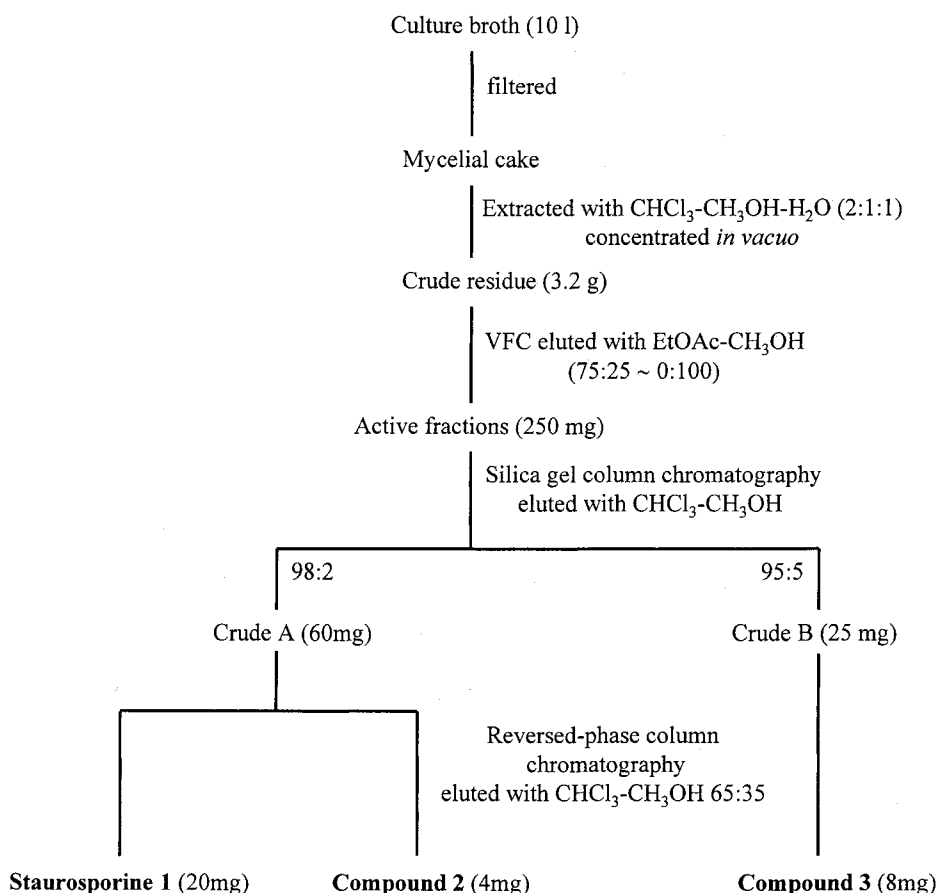 Culture broth (10 l)
filtered
Mycelial cake
Extracted with CHCl₃-CH₃OH-H₂O (2:1:1)
concentrated in vacuo
Crude residue (3.2 g)
VFC eluted with EtOAc-CH₃OH
(75:25 ~ 0:100)
Active fractions (250 mg)
Silica gel column chromatography
eluted with CHCl₃-CH₃OH
98:2 95:5
Crude A (60mg) Crude B (25 mg)
Reversed-phase column
chromatography
eluted with CHCl₃-CH₃OH 65:35
Staurosporine 1 (20mg) Compound 2 (4mg) Compound 3 (8mg)